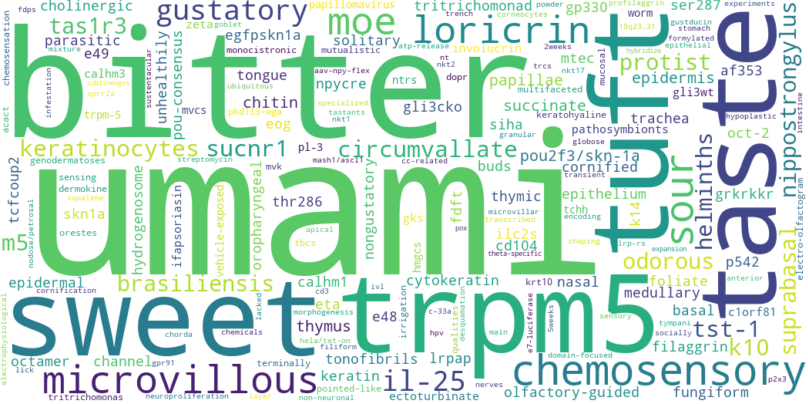 cholinergic
gustatory
moe
loricrin
tritrichomonad
gp330
worm
ser287
fdps
tas1r3
parasitic
e49
zeta
goblet
egfpskn1a
monocistronic
papillomavirus
solitary
mutualistic
trench
corneocytes
powder
profilaggrin
10q23.31
hybridize
gustducin
stomach
formylated
epithelial
experiments
chemosensation
bitter
tuft
taste
umami
sweet
trpm5
mixture
calhm3
sublineages
sprr2a
trpm-5
infestation
acact
sustentacular
unhealthily
pou-consensus
mvcs
tongue
chitin
ubiquitous
aav-npy-flex
npycre
pkd113-wga
eog
gli3cko
nt
nkt2
ntrs
specialized
tastants
nkt1
atp-release
involucrin
papillae
dopr
2weeks
nkt17
trcs
multifaceted
succinate
siha
granular
mtec
protist
epidermis
mucosal
gli3wt
trachea
af353
hypoplastic
oct-2
intestine
nippostrongylus
electro-olfactogram
keratinocytes
sucnr1
pl-3
circumvallate
keratohyaline
pathosymbionts
globose
pou2f3/skn-1a
genodermatoses
streptomycin
mvk
mash1/ascl1
cc-related
buds
transient
cornified
sensing
dermokine
squalene
skn1a
orestes
tcfcoup2
m5
nodose/petrosal
hydrogenosome
ifapsoriasin
vehicle-exposed
oropharyngeal
thr286
apical
tbcs
nongustatory
gks
hmgcs
fdft
pox
thymic
microvillar
transcribed
ilc2s
cd104
theta-specific
epithelium
tchh
encoding
shaping
lrp-rs
k14
expansion
sour
helminths
grkrkkr
odorous
p542
suprabasal
epidermal
cornification
brasiliensis
calhm1
cytokeratin
krt10
nasal
foliate
medullary
basal
anterior
c1orf81
electrophysiological
lacked
eta
cd3
ivl
morphogenesis
thymus
hela/tet-on
e48
irrigation
c-33a
hpv
qualities
desquamation
main
5weeks
e7-luciferase
sensory
tympani
socially
tst-1
filaggrin
k10
octamer
channel
gpr91
chorda
chemicals
filiform
terminally
tonofibrils
lrpap
domain-focused
chemosensory
lick
microvillous
keratin
pointed-like
il-25
nerves
p2x3
tritrichomonas
neuroproliferation
layer
non-neuronal
ectoturbinate
olfactory-guided
fungiform